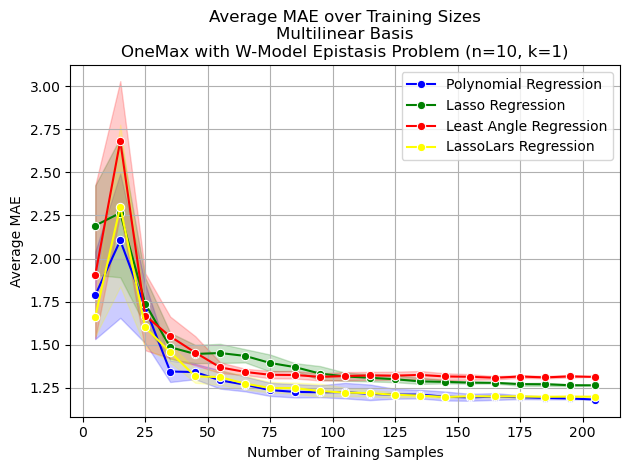 Average MAE over Training Sizes
Multilinear Basis
OneMax with W-Model Epistasis Problem (n=10, k=1)
Polynomial Regression
Lasso Regression
Least Angle Regression
LassoLars Regression
Average MAE
3.00
2.75
2.50
2.25
2.00
1.75
1.50
1.25
0 25 50 75 100 125 150 175 200
Number of Training Samples